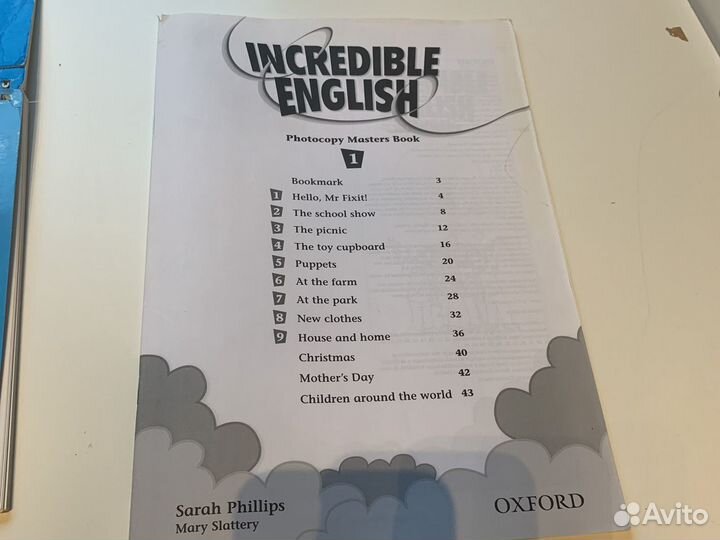 INCREDIBLE
ENGLISH
Photocopy Masters Book
1
Bookmark 3
1 Hello, Mr Fixit! 4
2 The school show 8
3 The picnic 12
4 The toy cupboard 16
5 Puppets 20
6 At the farm 24
7 At the park 28
8 New clothes 32
9 House and home 36
Christmas 40
Mother's Day 42
Children around the world 43
Sarah Phillips
Mary Slattery
OXFORD
Avito